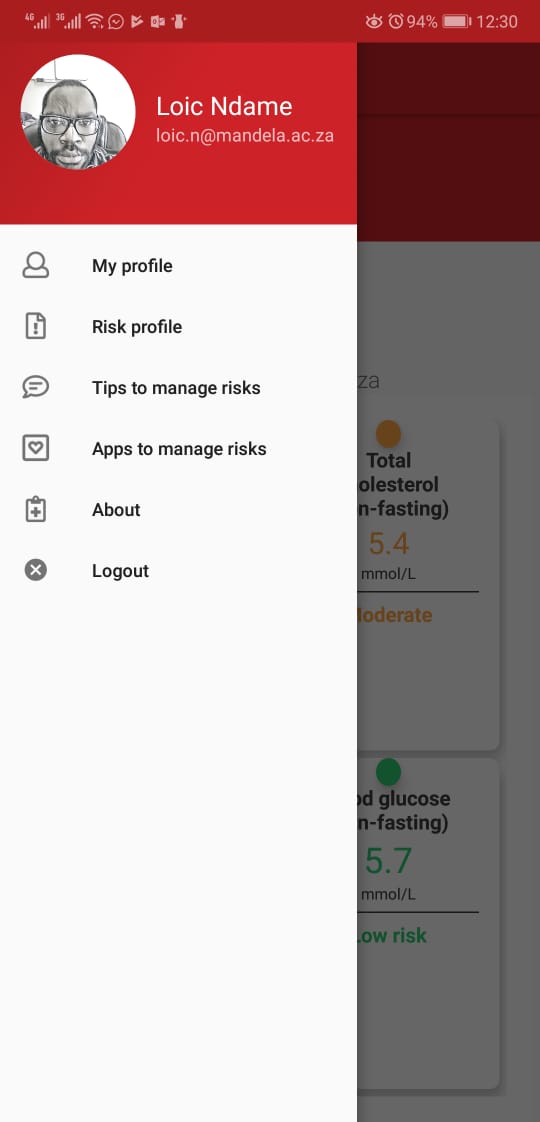 4G 3G 94% 12:30
Loic Ndame
loic.n@mandela.ac.za
My profile
Risk profile
Tips to manage risks
za
Apps to manage risks
Total
olesterol
n-fasting)
About
5.4
Logout
mmol/L
oderate
od glucose
n-fasting)
5.7
mmol/L
ow risk